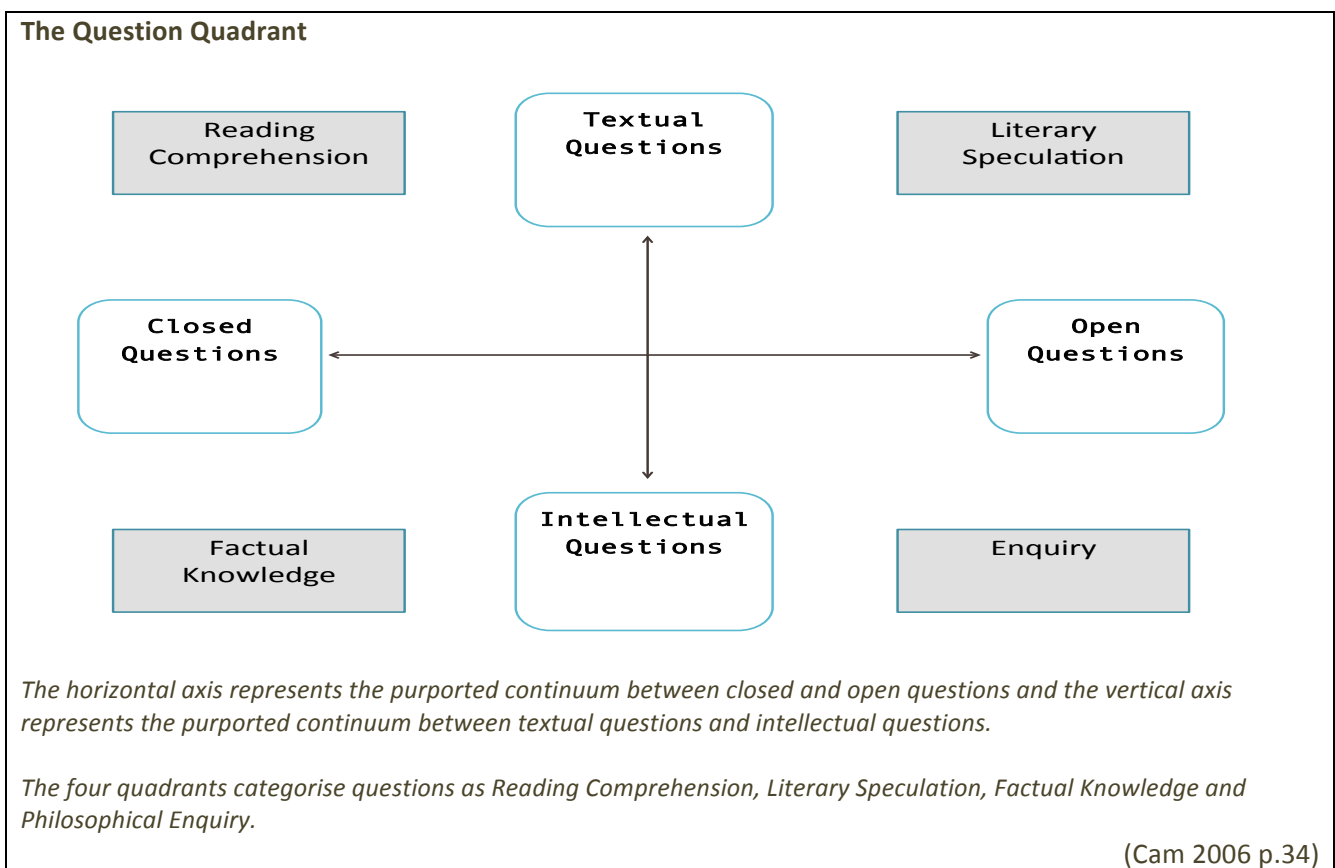 The Question Quadrant
Reading
Comprehension
Textual
Questions
Literary
Speculation
Closed
Questions
Open
Questions
Factual
Knowledge
Intellectual
Questions
Enquiry
The horizontal axis represents the purported continuum between closed and open questions and the vertical axis
represents the purported continuum between textual questions and intellectual questions.
The four quadrants categorise questions as Reading Comprehension, Literary Speculation, Factual Knowledge and
Philosophical Enquiry.
(Cam 2006 p.34)